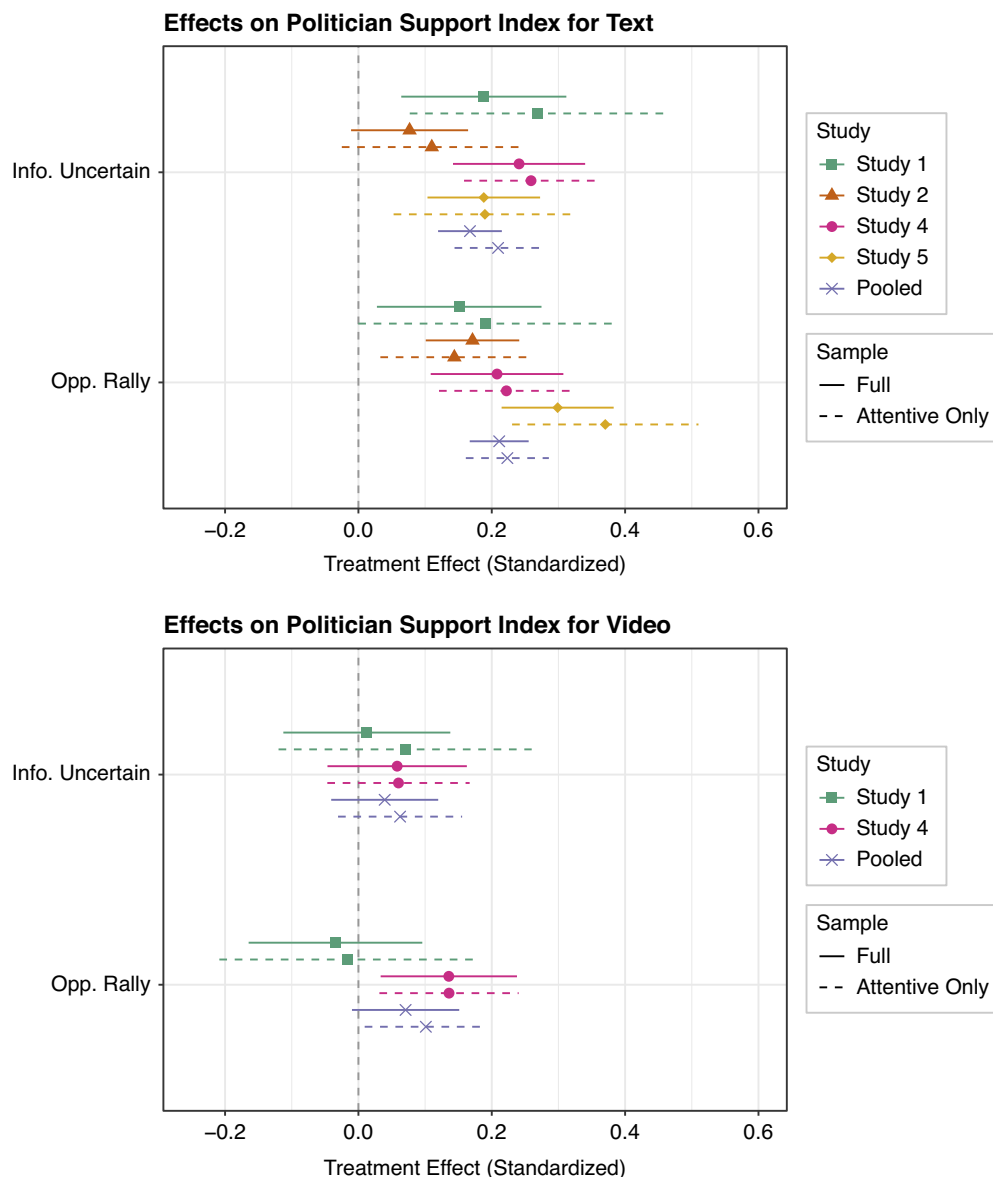 Effects on Politician Support Index for Text
Info. Uncertain
Opp. Rally
−0.2 0.0 0.2 0.4 0.6
Treatment Effect (Standardized)
Study
Study 1
Study 2
Study 4
Study 5
Pooled
Sample
Full
Attentive Only
Effects on Politician Support Index for Video
Info. Uncertain
Opp. Rally
−0.2 0.0 0.2 0.4 0.6
Treatment Effect (Standardized)
Study
Study 1
Study 4
Pooled
Sample
Full
Attentive Only